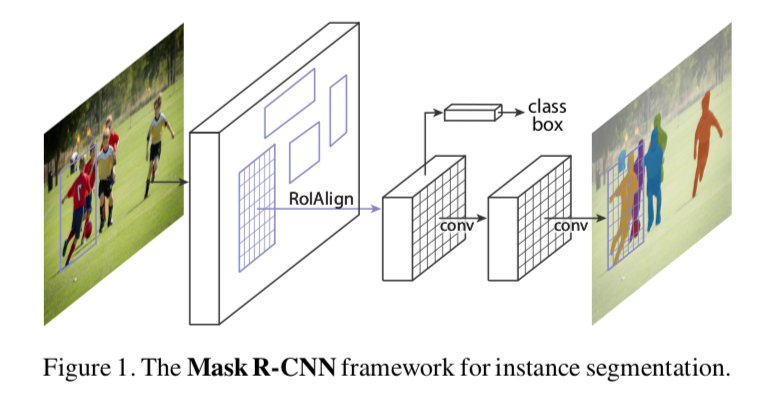 class
box
RoIAlign
conv
conv
Figure 1. The Mask R-CNN framework for instance segmentation.